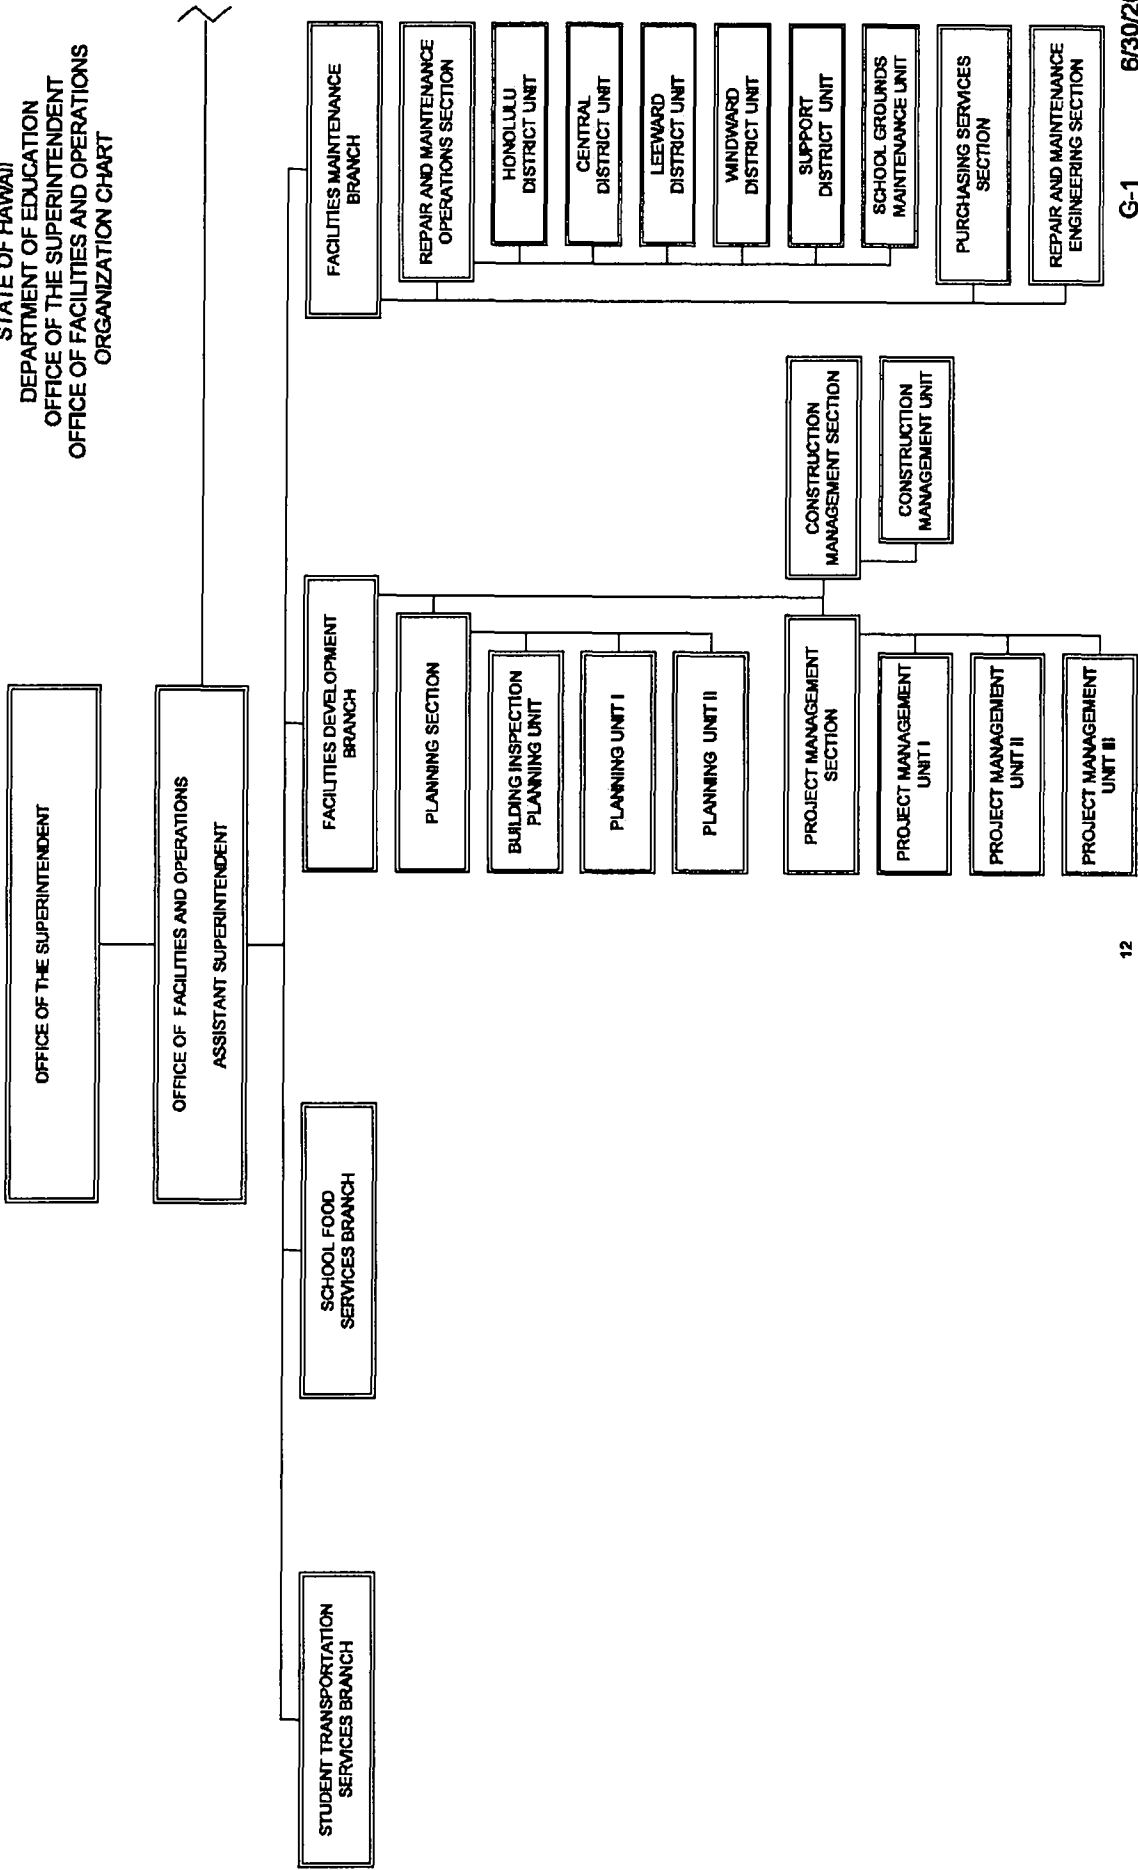 STATE OF HAWAII
DEPARTMENT OF EDUCATION
OFFICE OF THE SUPERINTENDENT
OFFICE OF FACILITIES AND OPERATIONS
ORGANIZATION CHART
OFFICE OF THE SUPERINTENDENT
OFFICE OF FACILITIES AND OPERATIONS
ASSISTANT SUPERINTENDENT
STUDENT TRANSPORTATION
SERVICES BRANCH
SCHOOL FOOD
SERVICES BRANCH
FACILITIES DEVELOPMENT
BRANCH
PLANNING SECTION
BUILDING INSPECTION
PLANNING UNIT
PLANNING UNIT I
PLANNING UNIT II
PROJECT MANAGEMENT
SECTION
PROJECT MANAGEMENT
UNIT I
PROJECT MANAGEMENT
UNIT II
PROJECT MANAGEMENT
UNIT III
CONSTRUCTION
MANAGEMENT SECTION
CONSTRUCTION
MANAGEMENT UNIT
FACILITIES MAINTENANCE
BRANCH
REPAIR AND MAINTENANCE
OPERATIONS SECTION
HONOLULU
DISTRICT UNIT
CENTRAL
DISTRICT UNIT
LEEWARD
DISTRICT UNIT
WINDWARD
DISTRICT UNIT
SUPPORT
DISTRICT UNIT
SCHOOL GROUNDS
MAINTENANCE UNIT
PURCHASING SERVICES
SECTION
REPAIR AND MAINTENANCE
ENGINEERING SECTION
12
G-1